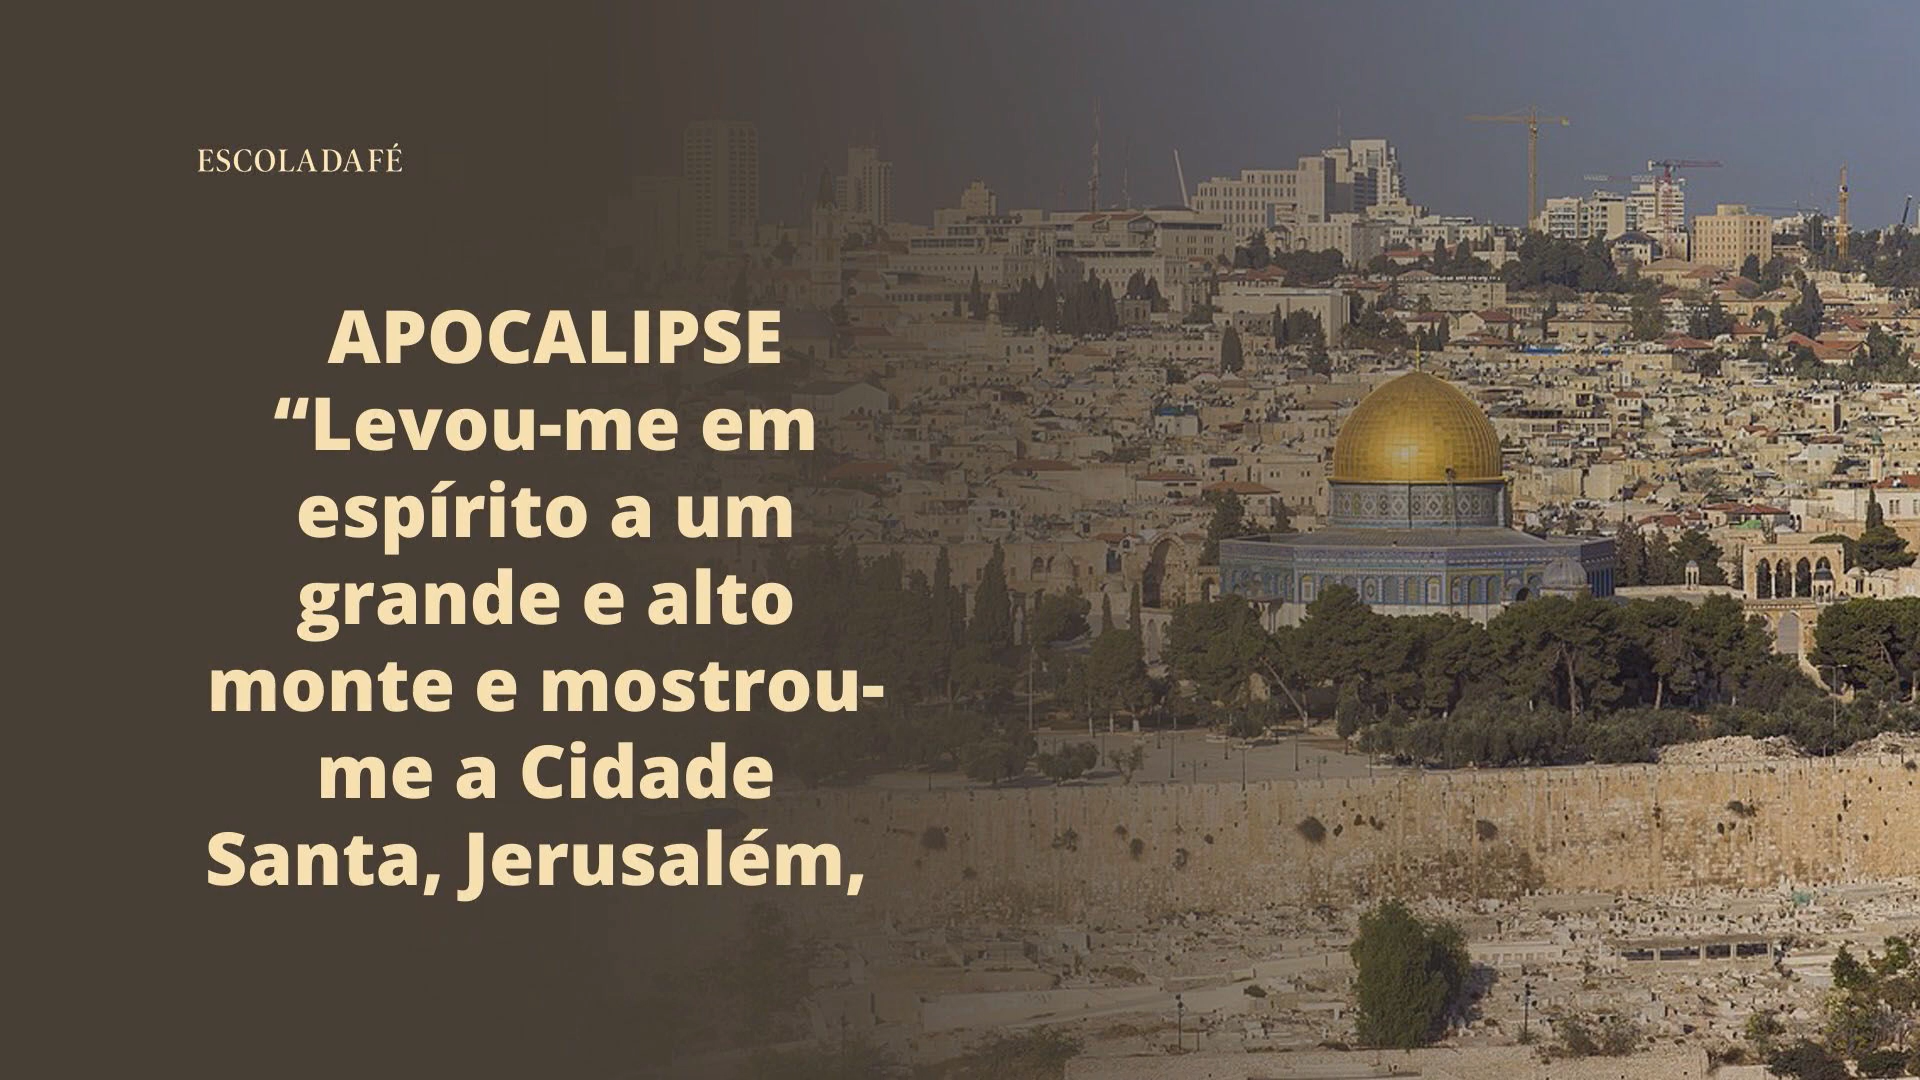 ESCOLADAFÉ
APOCALIPSE
“Levou-me em
espírito a um
grande e alto
monte e mostrou-
me a Cidade
Santa, Jerusalém,